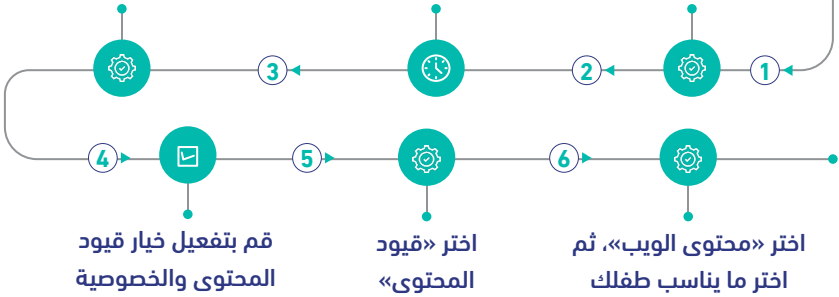 1
2
3
4
5
6
قم بتفعيل خيار قيود
المحتوى والخصوصية
اختر «قيود
المحتوى»
اختر «محتوى الويب»، ثم
اختر ما يناسب طفلك